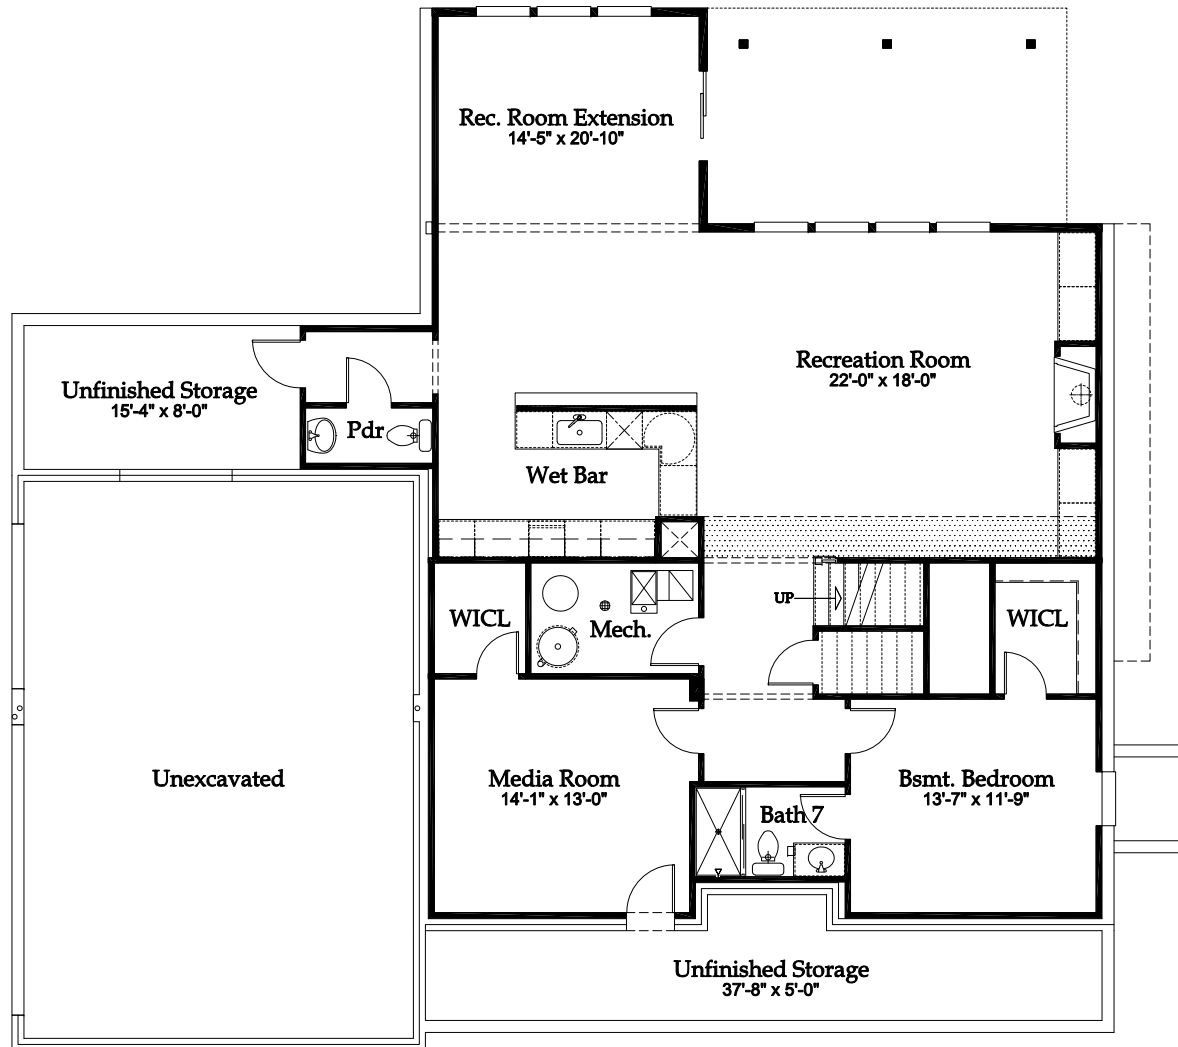 Rec. Room Extension
14'-5" x 20'-10"
Recreation Room
22'-0" x 18'-0"
Unfinished Storage
15'-4" x 8'-0"
Pdr
Wet Bar
UP
WICL
Mech.
WICL
Unexcavated
Media Room
14'-1" x 13'-0"
Bsmt. Bedroom
13'-7" x 11'-9"
Bath 7
Unfinished Storage
37'-8" x 5'-0"